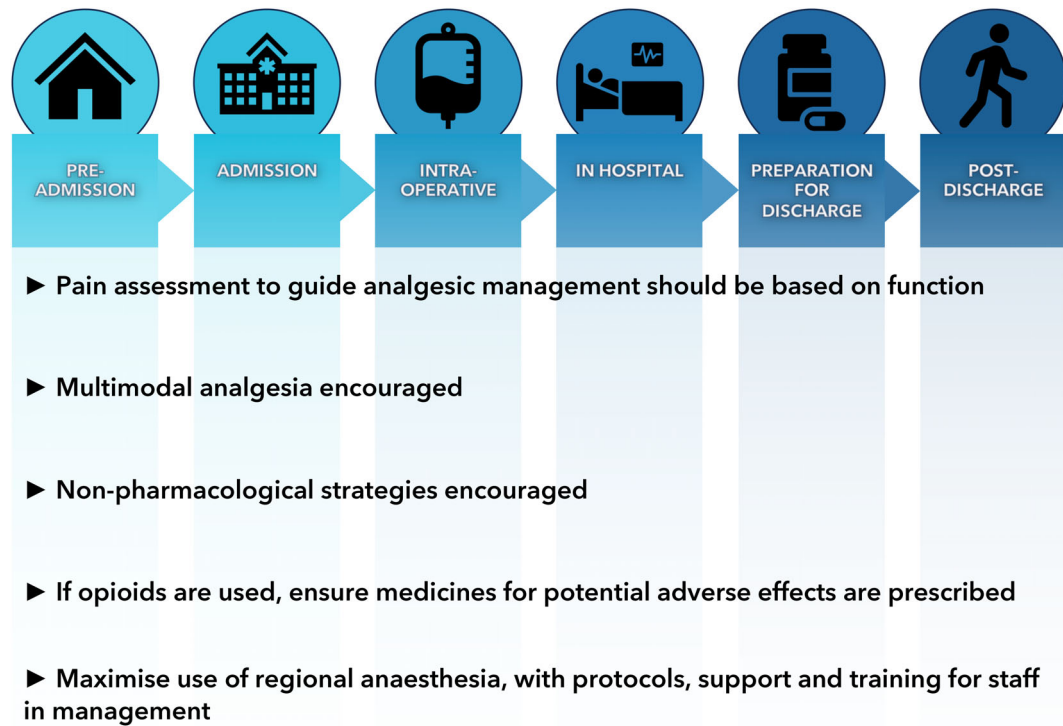 PRE-
ADMISSION
ADMISSION
INTRA-
OPERATIVE
IN HOSPITAL
PREPARATION
FOR
DISCHARGE
POST-
DISCHARGE
► Pain assessment to guide analgesic management should be based on function
► Multimodal analgesia encouraged
► Non-pharmacological strategies encouraged
► If opioids are used, ensure medicines for potential adverse effects are prescribed
► Maximise use of regional anaesthesia, with protocols, support and training for staff
in management